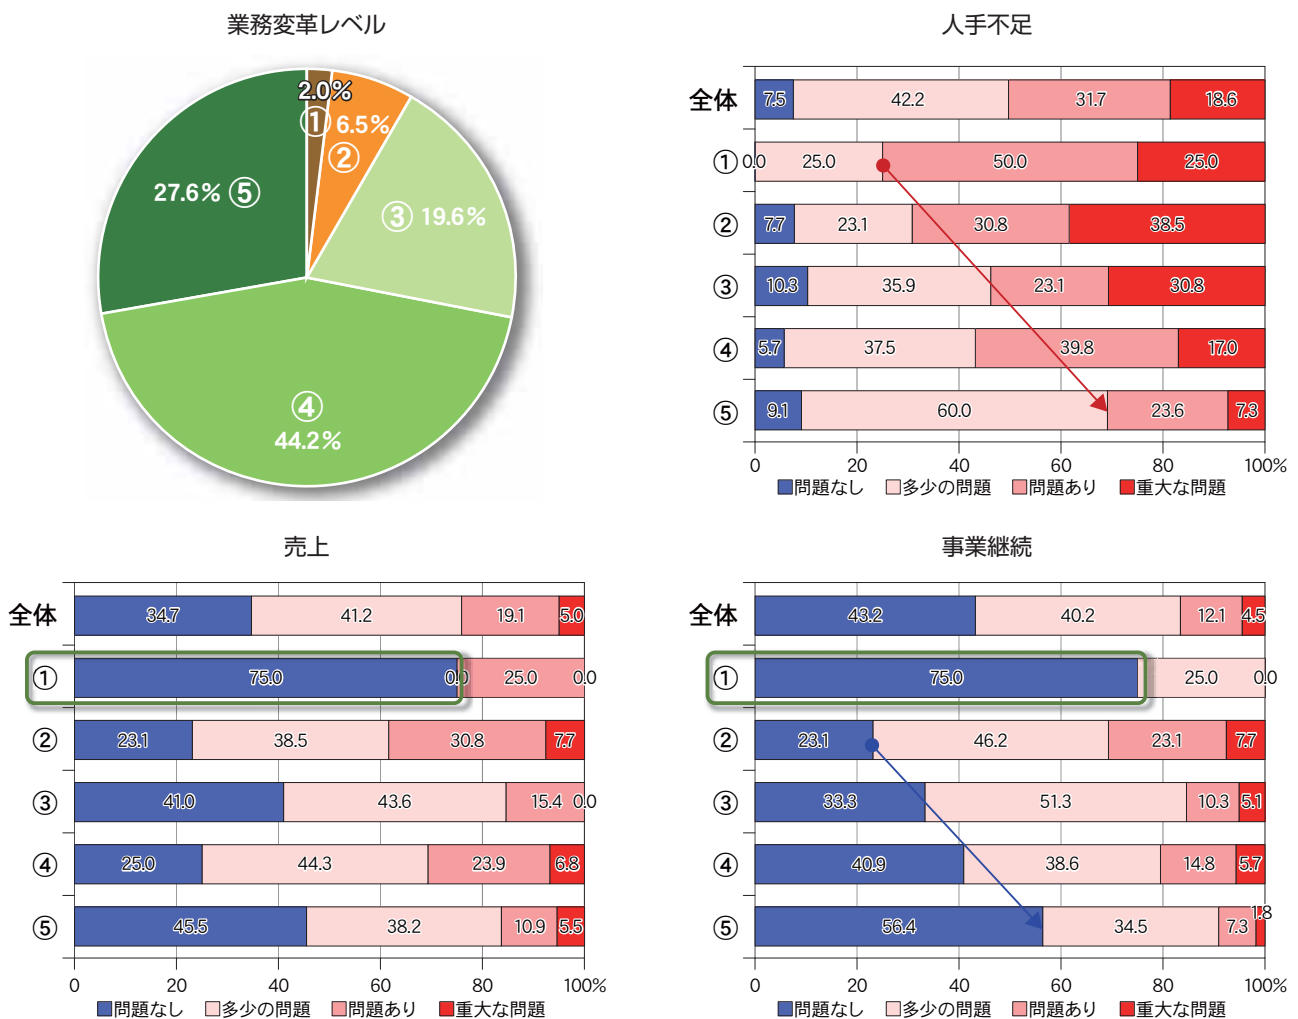 業務変革レベル
2.0%
①
6.5%
②
③ 19.6%
④
44.2%
27.6% ⑤
人手不足
全体 7.5 42.2 31.7 18.6
① 0.0 25.0 50.0 25.0
② 7.7 23.1 30.8 38.5
③ 10.3 35.9 23.1 30.8
④ 5.7 37.5 39.8 17.0
⑤ 9.1 60.0 23.6 7.3
0 20 40 60 80 100%
問題なし 多少の問題 問題あり 重大な問題
売上
全体 34.7 41.2 19.1 5.0
① 75.0 0.0 25.0 0.0
② 23.1 38.5 30.8 7.7
③ 41.0 43.6 15.4 0.0
④ 25.0 44.3 23.9 6.8
⑤ 45.5 38.2 10.9 5.5
0 20 40 60 80 100%
問題なし 多少の問題 問題あり 重大な問題
事業継続
全体 43.2 40.2 12.1 4.5
① 75.0 25.0 0.0
② 23.1 46.2 23.1 7.7
③ 33.3 51.3 10.3 5.1
④ 40.9 38.6 14.8 5.7
⑤ 56.4 34.5 7.3 1.8
0 20 40 60 80 100%
問題なし 多少の問題 問題あり 重大な問題